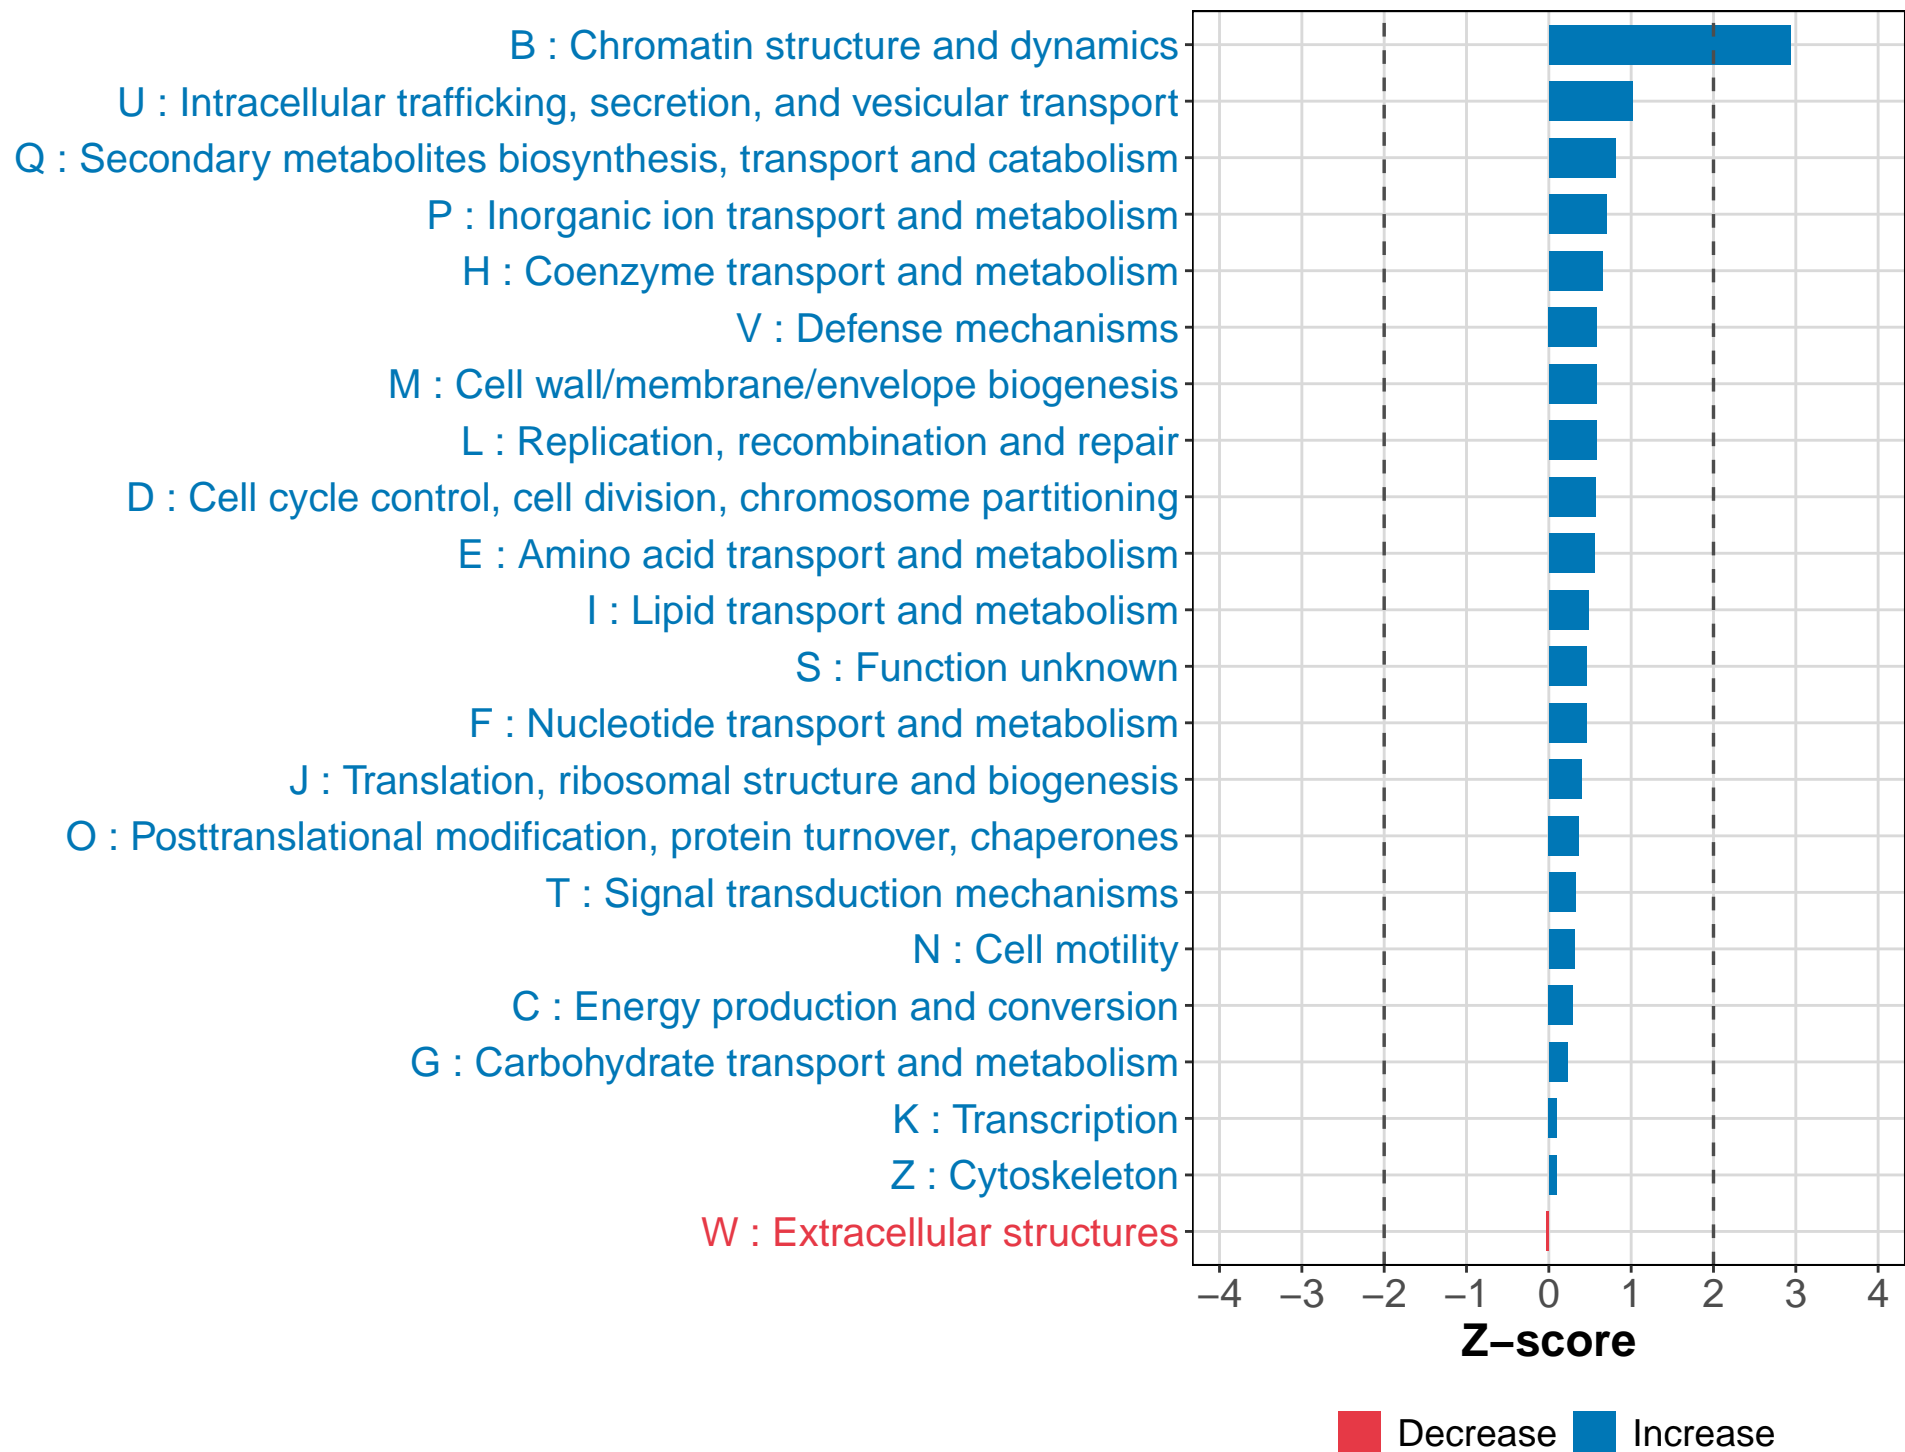 B : Chromatin structure and dynamics
U : Intracellular trafficking, secretion, and vesicular transport
Q : Secondary metabolites biosynthesis, transport and catabolism
P : Inorganic ion transport and metabolism
H : Coenzyme transport and metabolism
V : Defense mechanisms
M : Cell wall/membrane/envelope biogenesis
L : Replication, recombination and repair
D : Cell cycle control, cell division, chromosome partitioning
E : Amino acid transport and metabolism
I : Lipid transport and metabolism
S : Function unknown
F : Nucleotide transport and metabolism
J : Translation, ribosomal structure and biogenesis
O : Posttranslational modification, protein turnover, chaperones
T : Signal transduction mechanisms
N : Cell motility
C : Energy production and conversion
G : Carbohydrate transport and metabolism
K : Transcription
Z : Cytoskeleton
W : Extracellular structures
−4 −3 −2 −1 0 1 2 3 4
Z−score
Decrease Increase